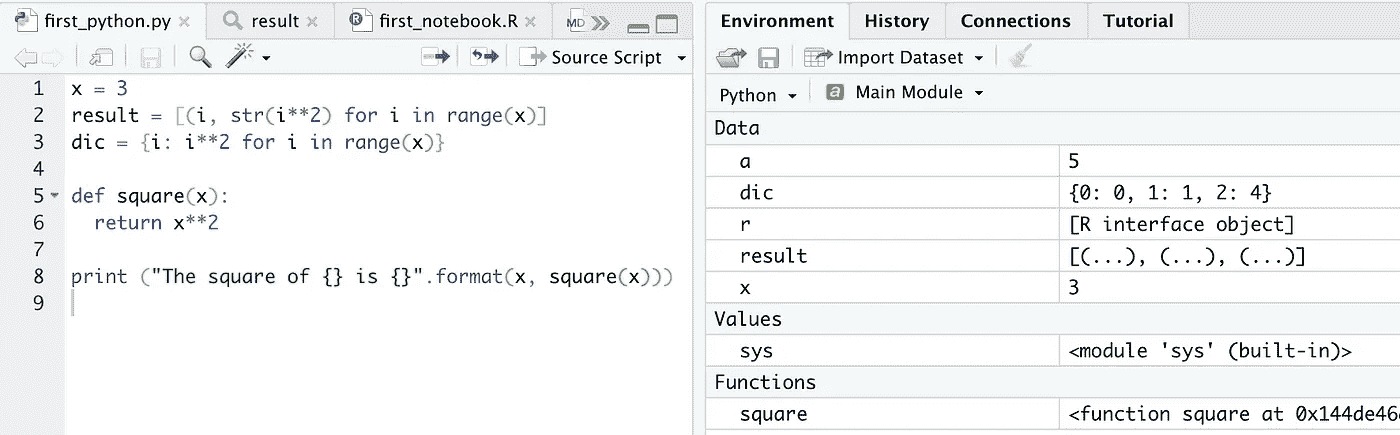 first_python.py
result
first_notebook.R
MD
Source Script
1 x = 3
2 result = [(i, str(i**2) for i in range(x)]
3 dic = {i: i**2 for i in range(x)}
4
5 def square(x):
6 return x**2
7
8 print ("The square of {} is {}".format(x, square(x)))
9
Environment History Connections Tutorial
Import Dataset
Python a Main Module
Data
a 5
dic {0: 0, 1: 1, 2: 4}
r [R interface object]
result [(...), (...), (...)]
x 3
Values
sys <module 'sys' (built-in)>
Functions
square <function square at 0x144de46